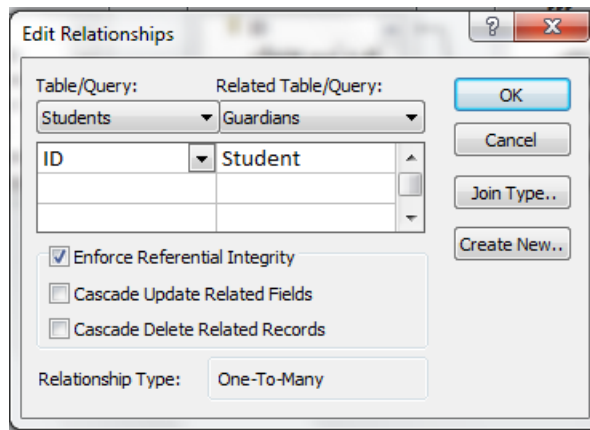 Edit Relationships
Table/Query: Related Table/Query:
Students Guardians
ID Student
Enforce Referential Integrity
Cascade Update Related Fields
Cascade Delete Related Records
Relationship Type: One-To-Many
OK
Cancel
Join Type..
Create New..